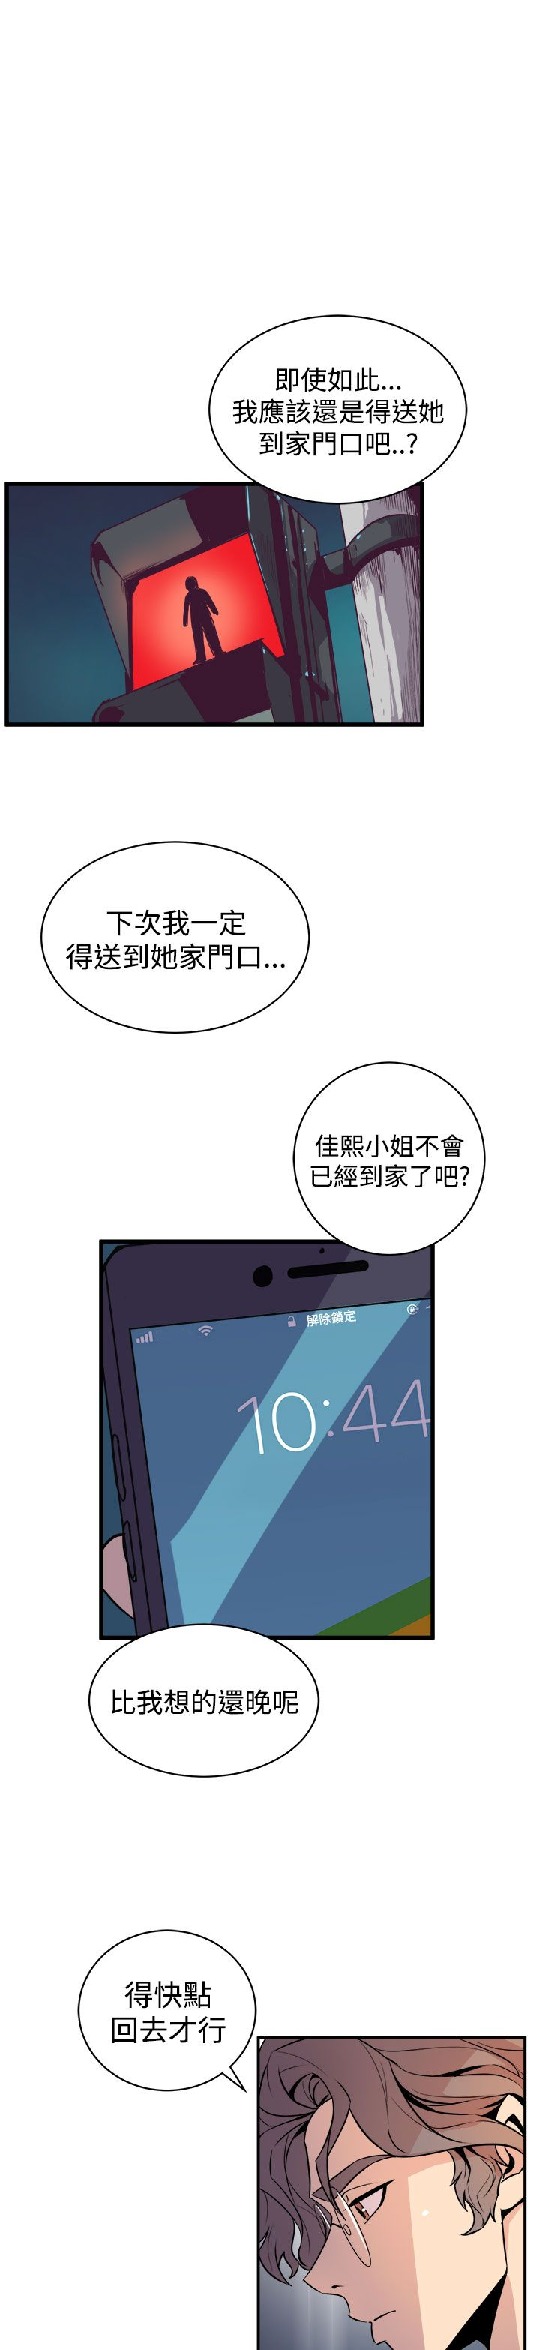 即使如此...
我應該還是得送她
到家門口吧..?
下次我一定
得送到她家門口...
佳熙小姐不會
已經到家了吧?
解除鎖定
10:44
比我想的還晚呢
得快點
回去才行